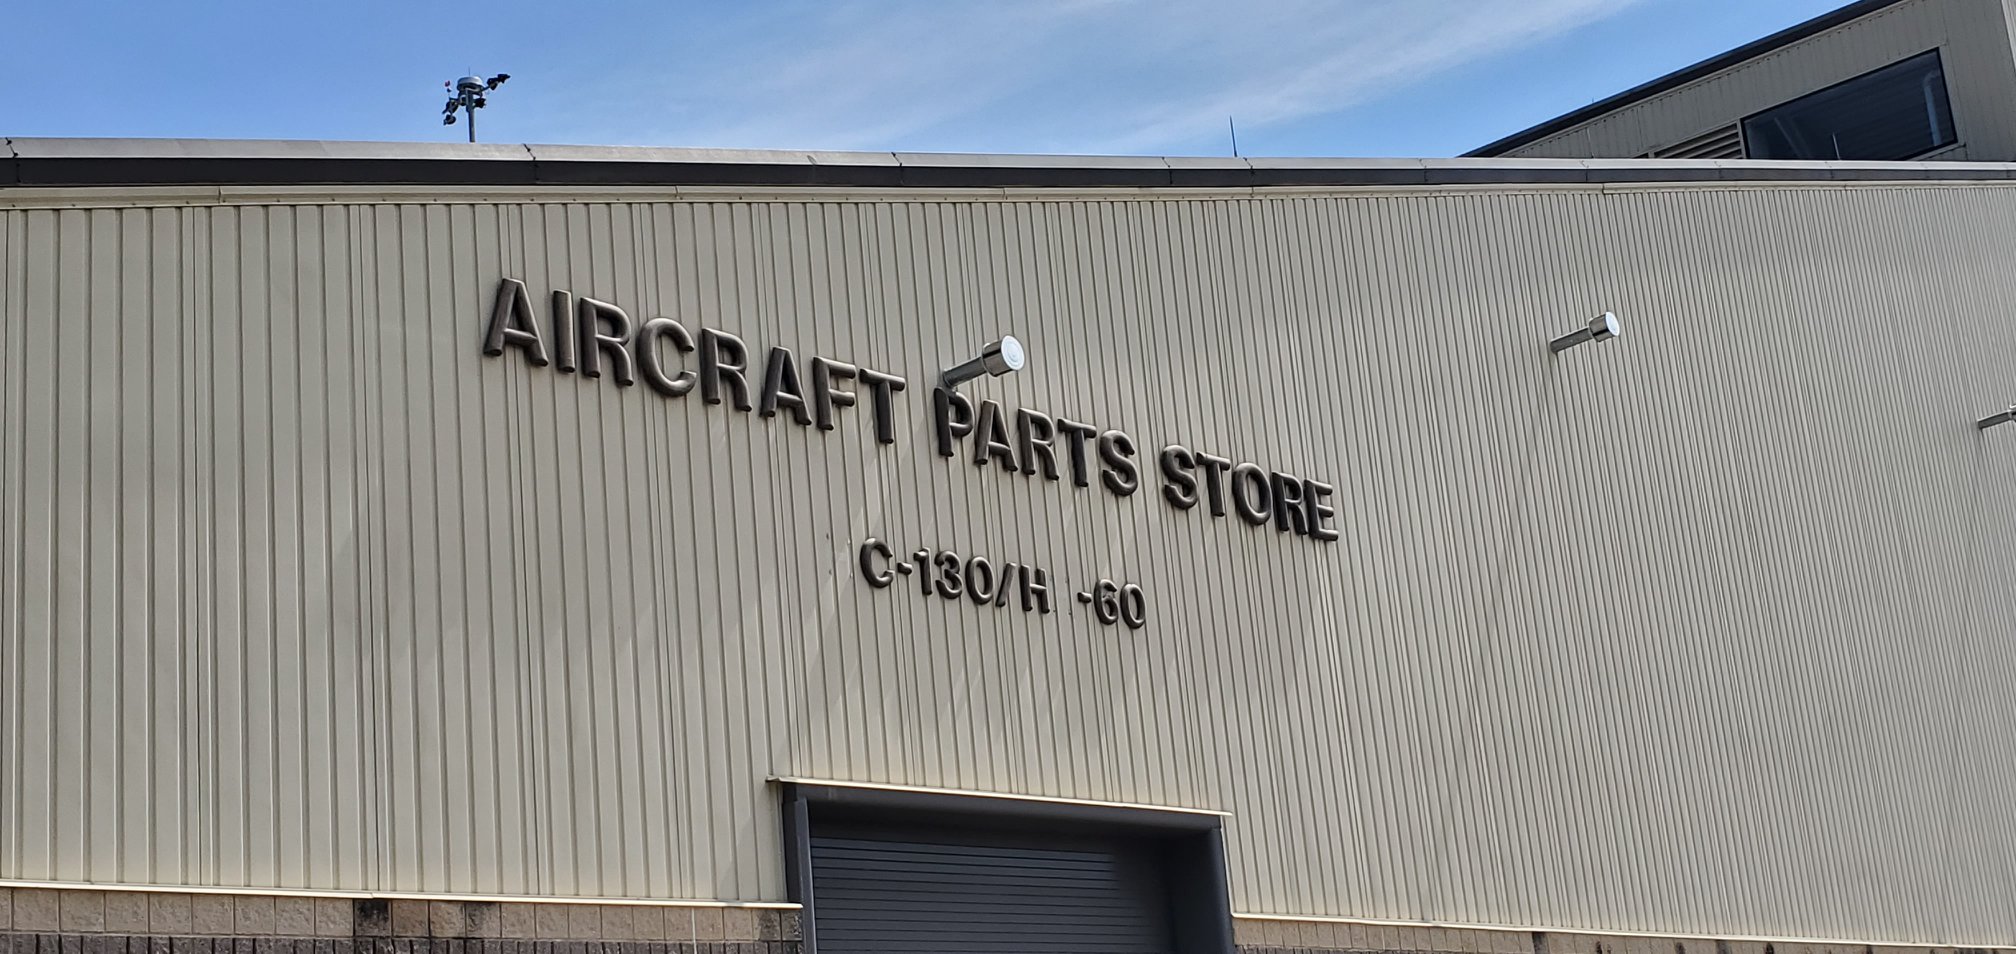 AIRCRAFT PARTS STORE
C-130/H -60